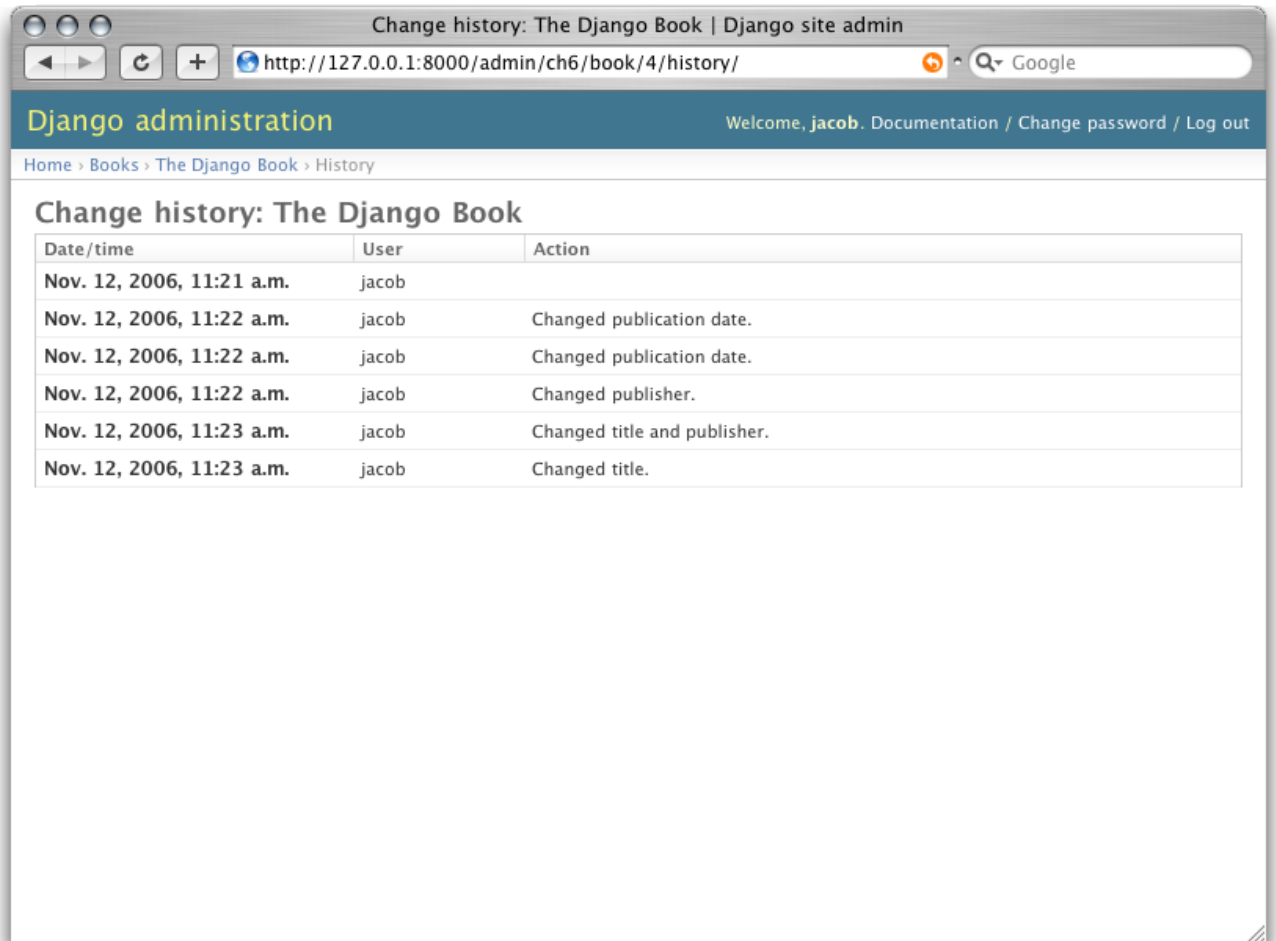 Change history: The Django Book | Django site admin
http://127.0.0.1:8000/admin/ch6/book/4/history/ Google
Django administration Welcome, jacob. Documentation / Change password / Log out
Home › Books › The Django Book › History
Change history: The Django Book
Date/time User Action
Nov. 12, 2006, 11:21 a.m. jacob
Nov. 12, 2006, 11:22 a.m. jacob Changed publication date.
Nov. 12, 2006, 11:22 a.m. jacob Changed publication date.
Nov. 12, 2006, 11:22 a.m. jacob Changed publisher.
Nov. 12, 2006, 11:23 a.m. jacob Changed title and publisher.
Nov. 12, 2006, 11:23 a.m. jacob Changed title.